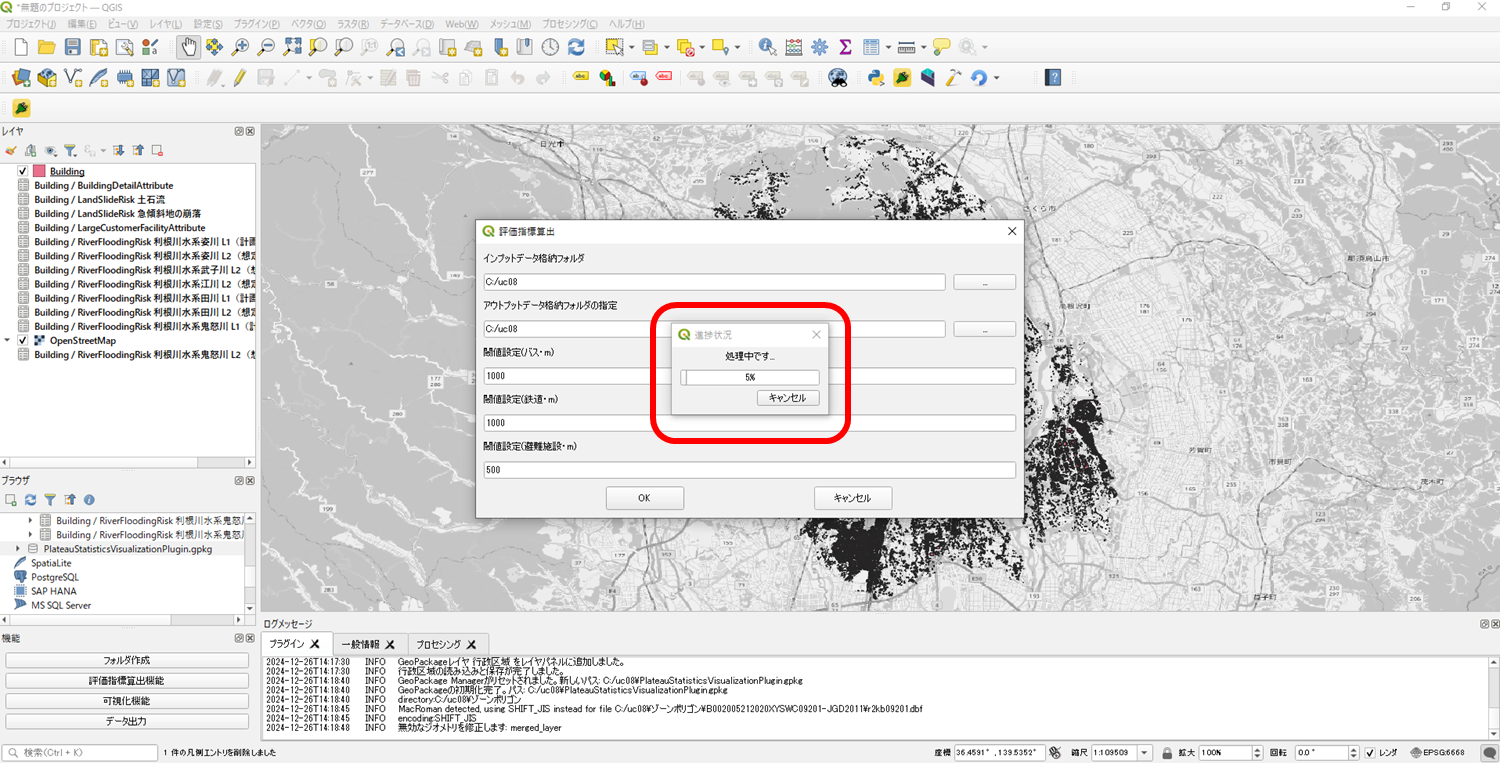 *無題のプロジェクト — QGIS
プロジェクト(J) 編集(E) ビュー(V) レイヤ(L) 設定(S) プラグイン(P) ベクタ(O) ラスタ(R) データベース(D) Web(W) メッシュ(M) プロセシング(C) ヘルプ(H)
レイヤ
Building
Building / BuildingDetailAttribute
Building / LandSlideRisk 土石流
Building / LandSlideRisk 急傾斜地の崩落
Building / LargeCustomerFacilityAttribute
Building / RiverFloodingRisk 利根川水系姿川 L1（計画
Building / RiverFloodingRisk 利根川水系姿川 L2（想定
Building / RiverFloodingRisk 利根川水系武子川 L2（想
Building / RiverFloodingRisk 利根川水系江川 L2（想定
Building / RiverFloodingRisk 利根川水系田川 L1（計画
Building / RiverFloodingRisk 利根川水系田川 L2（想定
Building / RiverFloodingRisk 利根川水系鬼怒川 L1（計
OpenStreetMap
Building / RiverFloodingRisk 利根川水系鬼怒川 L2（想
ブラウザ
Building / RiverFloodingRisk 利根川水系鬼怒川
Building / RiverFloodingRisk 利根川水系鬼怒川
PlateauStatisticsVisualizationPlugin.gpkg
SpatiaLite
PostgreSQL
SAP HANA
MS SQL Server
機能
フォルダ作成
評価指標算出機能
可視化機能
データ出力
日光市
さくら市
那須烏山市
高根沢町
芳賀町
市貝町
茂木町
益子町
評価指標算出
インプットデータ格納フォルダ
C:/uc08
...
アウトプットデータ格納フォルダの指定
C:/uc08
...
閾値設定(バス・m)
1000
閾値設定(鉄道・m)
1000
閾値設定(避難施設・m)
500
OK キャンセル
進捗状況
処理中です...
5%
キャンセル
ログメッセージ
プラグイン 一般情報 プロセシング
2024-12-26T14:17:30 INFO GeoPackageレイヤ 行政区域 をレイヤパネルに追加しました。
2024-12-26T14:17:30 INFO 行政区域の読み込みと保存が完了しました。
2024-12-26T14:18:40 INFO GeoPackage Managerがリセットされました。新しいパス: C:/uc08¥PlateauStatisticsVisualizationPlugin.gpkg
2024-12-26T14:18:40 INFO GeoPackageの初期化完了。パス: C:/uc08¥PlateauStatisticsVisualizationPlugin.gpkg
2024-12-26T14:18:40 INFO directory:C:/uc08¥ゾーンポリゴン
2024-12-26T14:18:45 INFO MacRoman detected, using SHIFT_JIS instead for file C:/uc08¥ゾーンポリゴン¥B002005212020XYSWC09201-JGD2011¥r2kb09201.dbf
2024-12-26T14:18:45 INFO encoding:SHIFT_JIS
2024-12-26T14:18:48 INFO 無効なジオメトリを修正します: merged_layer
検索(Ctrl + K) 1 件の凡例エントリを削除しました 座標 36.4591°,139.5352° 縮尺 1:109509 拡大 100% 回転 0.0° レンダ EPSG:6668